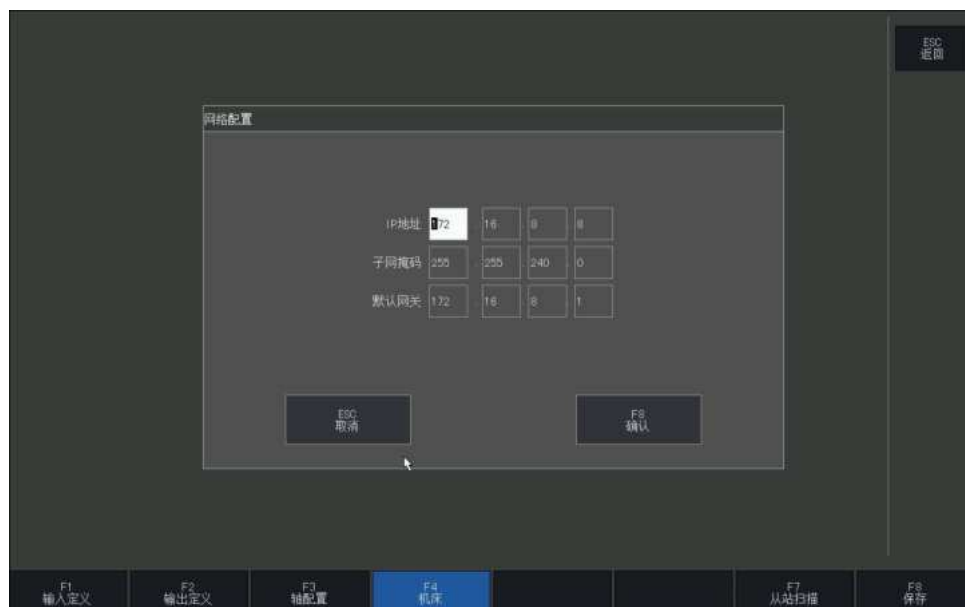 ESC
返回
网络配置
IP地址 172 . 16 . 8 . 8
子网掩码 255 . 255 . 240 . 0
默认网关 172 . 16 . 8 . 1
ESC
取消
F8
确认
F1
输入定义
F2
输出定义
F3
轴配置
F4
机床
F7
从站扫描
F8
保存